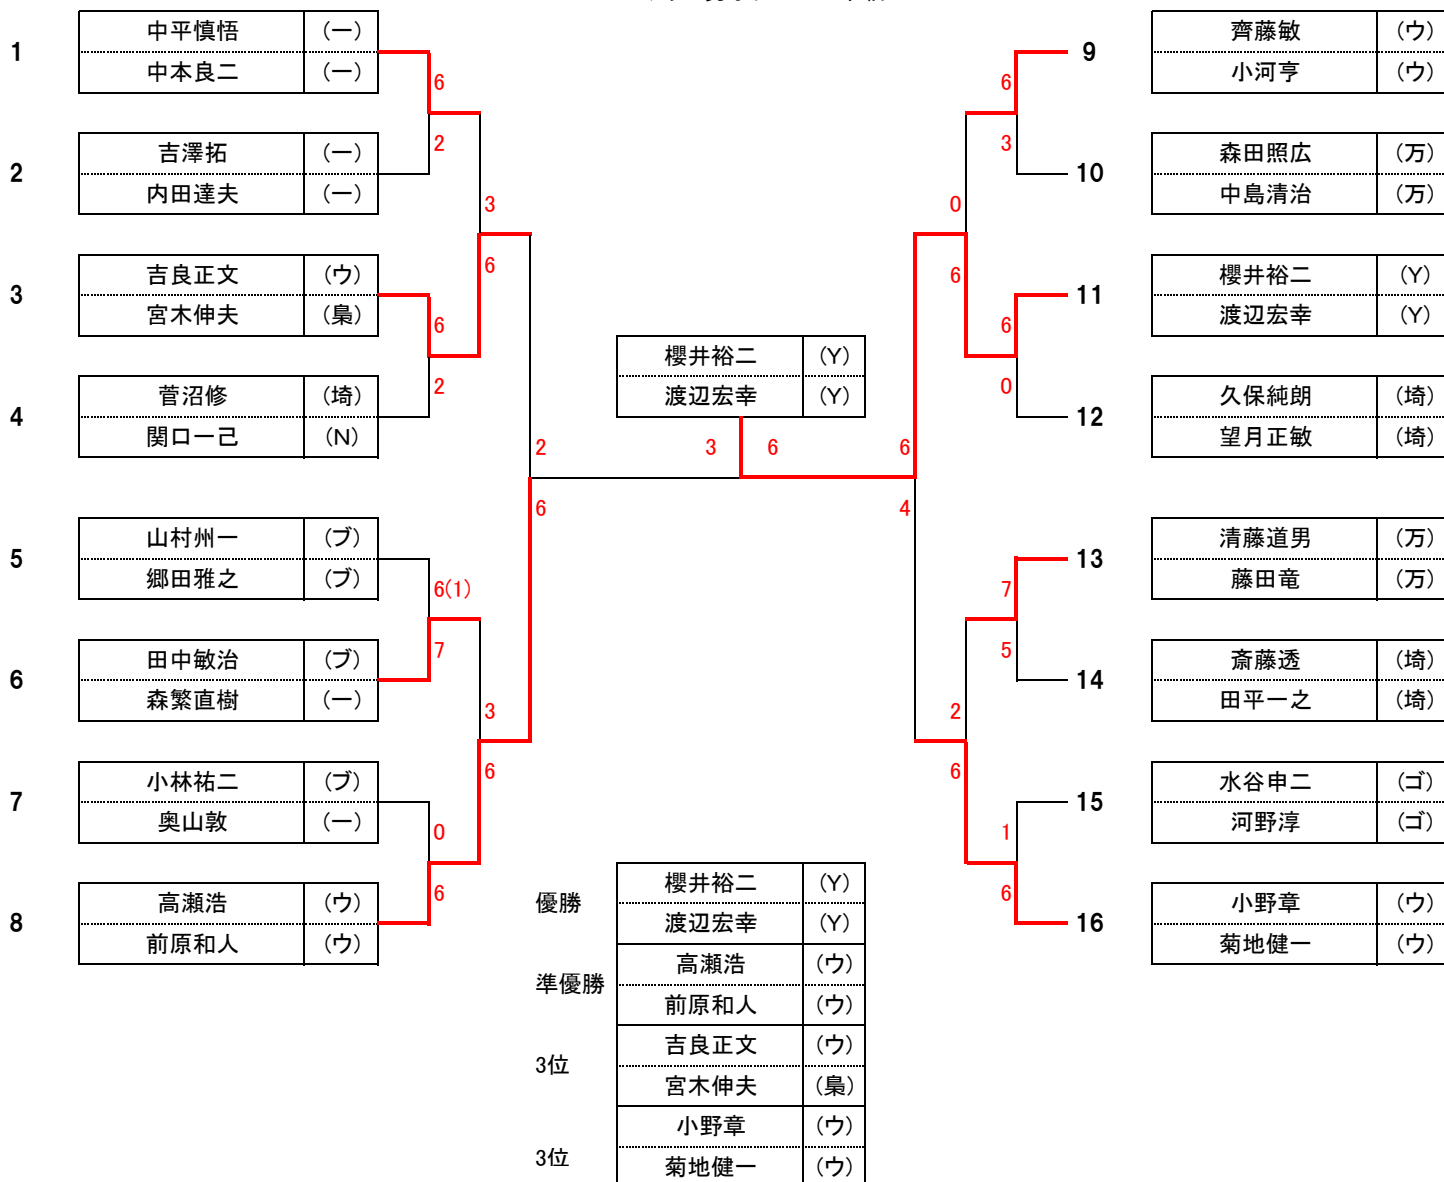 1
中平慎悟 (一)
中本良二 (一)
6
2
2
吉澤拓 (一)
内田達夫 (一)
3
6
3
吉良正文 (ウ)
宮木伸夫 (梟)
6
2
4
菅沼修 (埼)
関口一己 (N)
2
6
5
山村州一 (ブ)
郷田雅之 (ブ)
6(1)
7
6
田中敏治 (ブ)
森繁直樹 (一)
3
6
7
小林祐二 (ブ)
奥山敦 (一)
0
6
8
高瀬浩 (ウ)
前原和人 (ウ)
櫻井裕二 (Y)
渡辺宏幸 (Y)
3 6
9
齊藤敏 (ウ)
小河亨 (ウ)
6
3
10
森田照広 (万)
中島清治 (万)
0
6
11
櫻井裕二 (Y)
渡辺宏幸 (Y)
6
0
12
久保純朗 (埼)
望月正敏 (埼)
6
4
13
清藤道男 (万)
藤田竜 (万)
7
5
14
斎藤透 (埼)
田平一之 (埼)
2
6
15
水谷申二 (ゴ)
河野淳 (ゴ)
1
6
16
小野章 (ウ)
菊地健一 (ウ)
優勝
櫻井裕二 (Y)
渡辺宏幸 (Y)
準優勝
高瀬浩 (ウ)
前原和人 (ウ)
3位
吉良正文 (ウ)
宮木伸夫 (梟)
3位
小野章 (ウ)
菊地健一 (ウ)